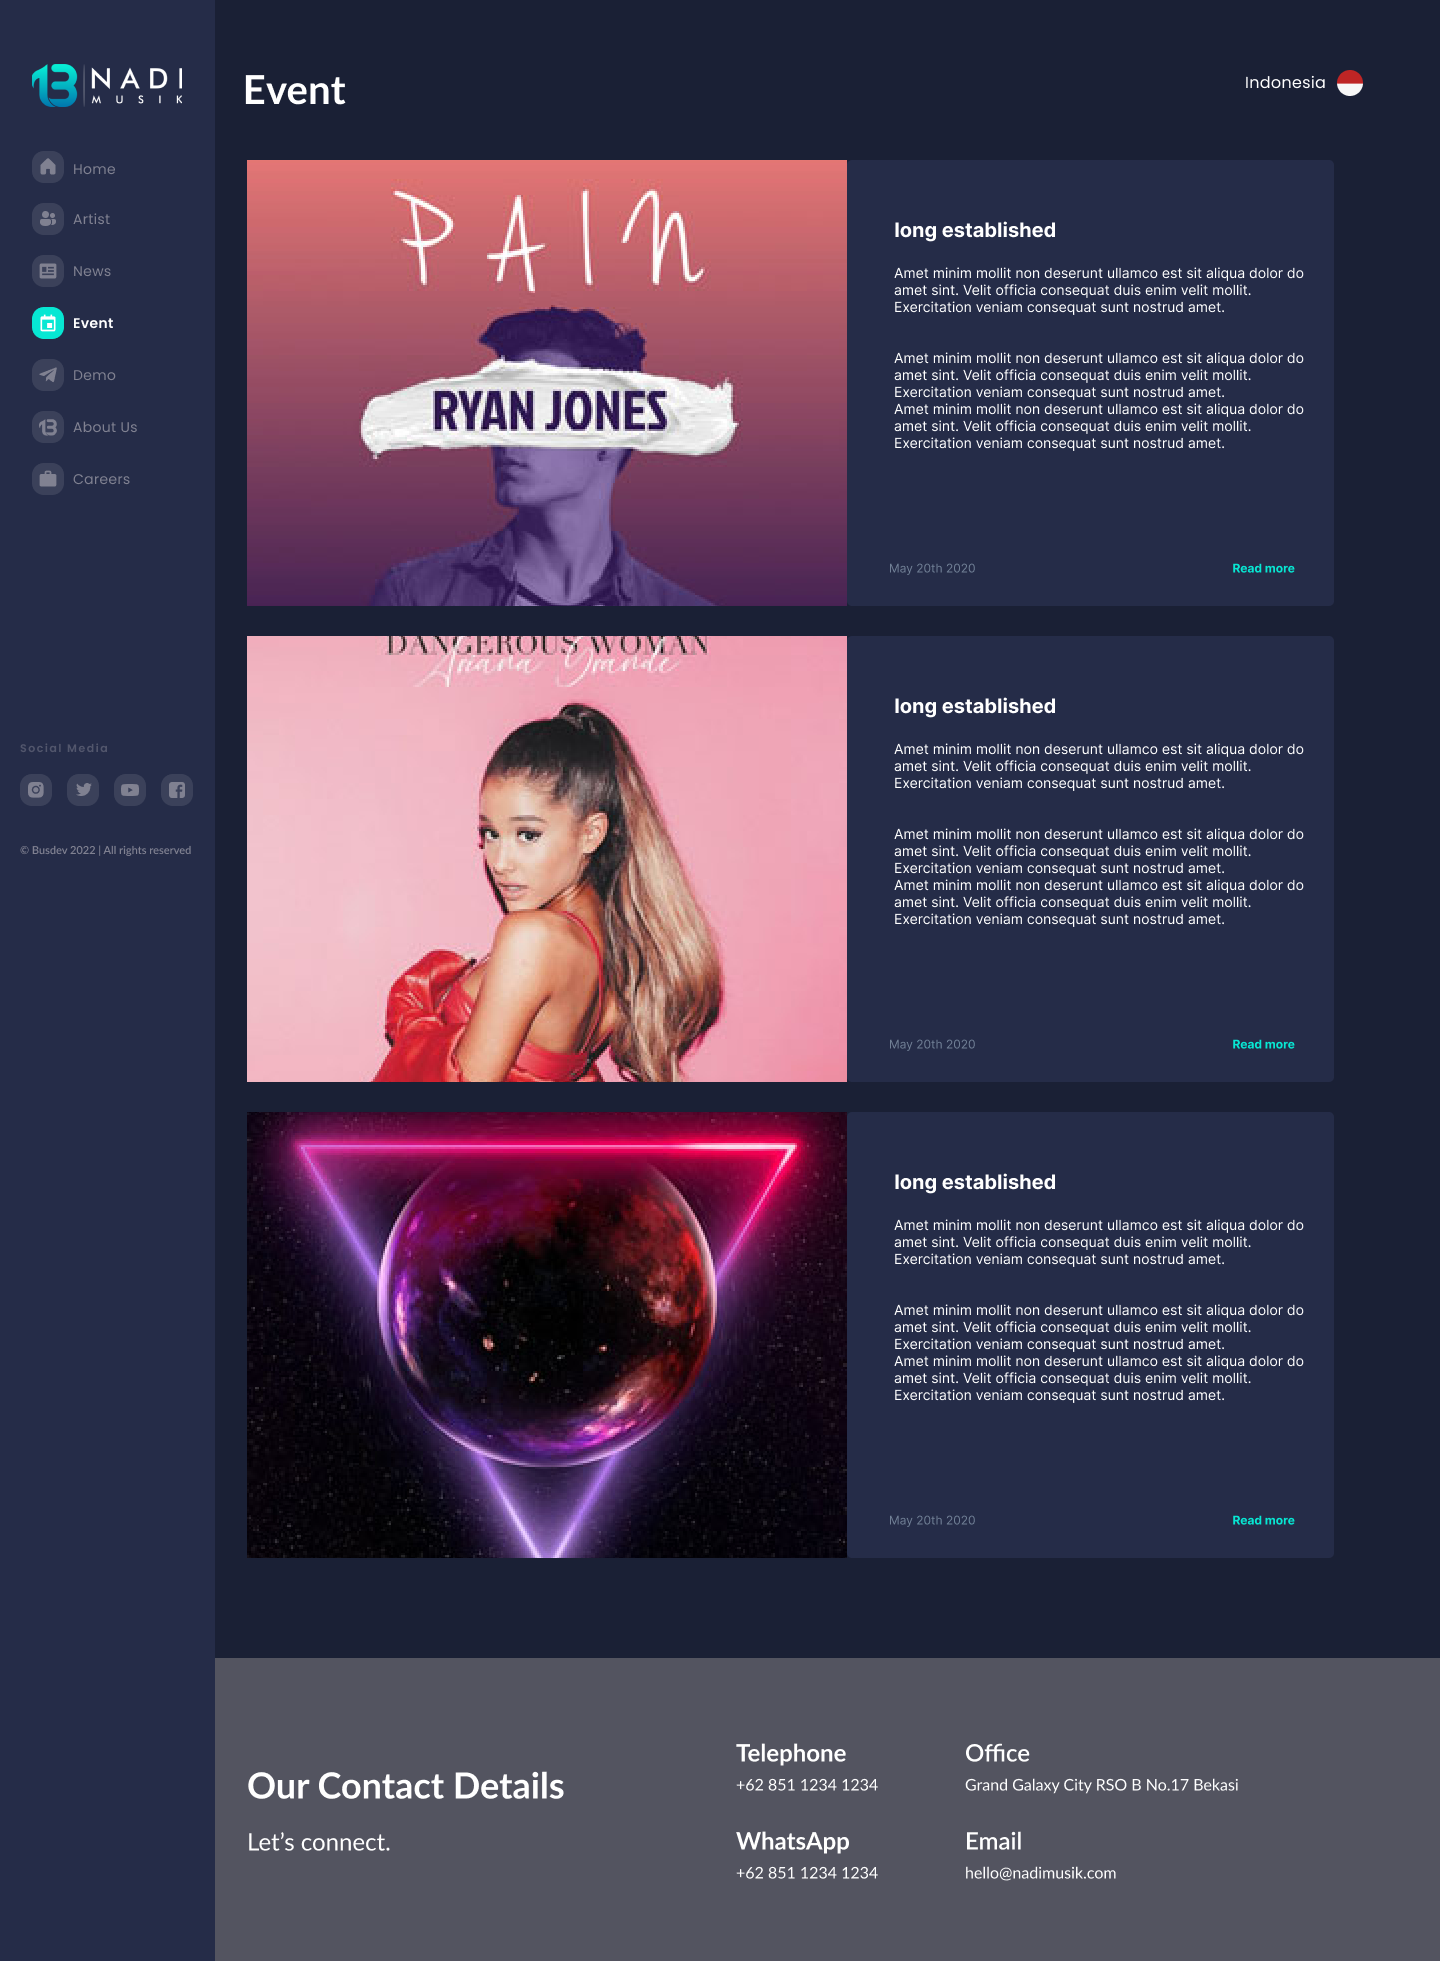 NADI
MUSIK
Home
Artist
News
Event
Demo
About Us
Careers
Social Media
© Busdev 2022 | All rights reserved
Event
Indonesia
PAIN
RYAN JONES
long established
Amet minim mollit non deserunt ullamco est sit aliqua dolor do
amet sint. Velit officia consequat duis enim velit mollit.
Exercitation veniam consequat sunt nostrud amet.
Amet minim mollit non deserunt ullamco est sit aliqua dolor do
amet sint. Velit officia consequat duis enim velit mollit.
Exercitation veniam consequat sunt nostrud amet.
Amet minim mollit non deserunt ullamco est sit aliqua dolor do
amet sint. Velit officia consequat duis enim velit mollit.
Exercitation veniam consequat sunt nostrud amet.
May 20th 2020
Read more
DANGEROUS WOMAN
Ariana Grande
long established
Amet minim mollit non deserunt ullamco est sit aliqua dolor do
amet sint. Velit officia consequat duis enim velit mollit.
Exercitation veniam consequat sunt nostrud amet.
Amet minim mollit non deserunt ullamco est sit aliqua dolor do
amet sint. Velit officia consequat duis enim velit mollit.
Exercitation veniam consequat sunt nostrud amet.
Amet minim mollit non deserunt ullamco est sit aliqua dolor do
amet sint. Velit officia consequat duis enim velit mollit.
Exercitation veniam consequat sunt nostrud amet.
May 20th 2020
Read more
long established
Amet minim mollit non deserunt ullamco est sit aliqua dolor do
amet sint. Velit officia consequat duis enim velit mollit.
Exercitation veniam consequat sunt nostrud amet.
Amet minim mollit non deserunt ullamco est sit aliqua dolor do
amet sint. Velit officia consequat duis enim velit mollit.
Exercitation veniam consequat sunt nostrud amet.
Amet minim mollit non deserunt ullamco est sit aliqua dolor do
amet sint. Velit officia consequat duis enim velit mollit.
Exercitation veniam consequat sunt nostrud amet.
May 20th 2020
Read more
Our Contact Details
Let's connect.
Telephone
+62 851 1234 1234
WhatsApp
+62 851 1234 1234
Office
Grand Galaxy City RSO B No.17 Bekasi
Email
hello@nadimusik.com